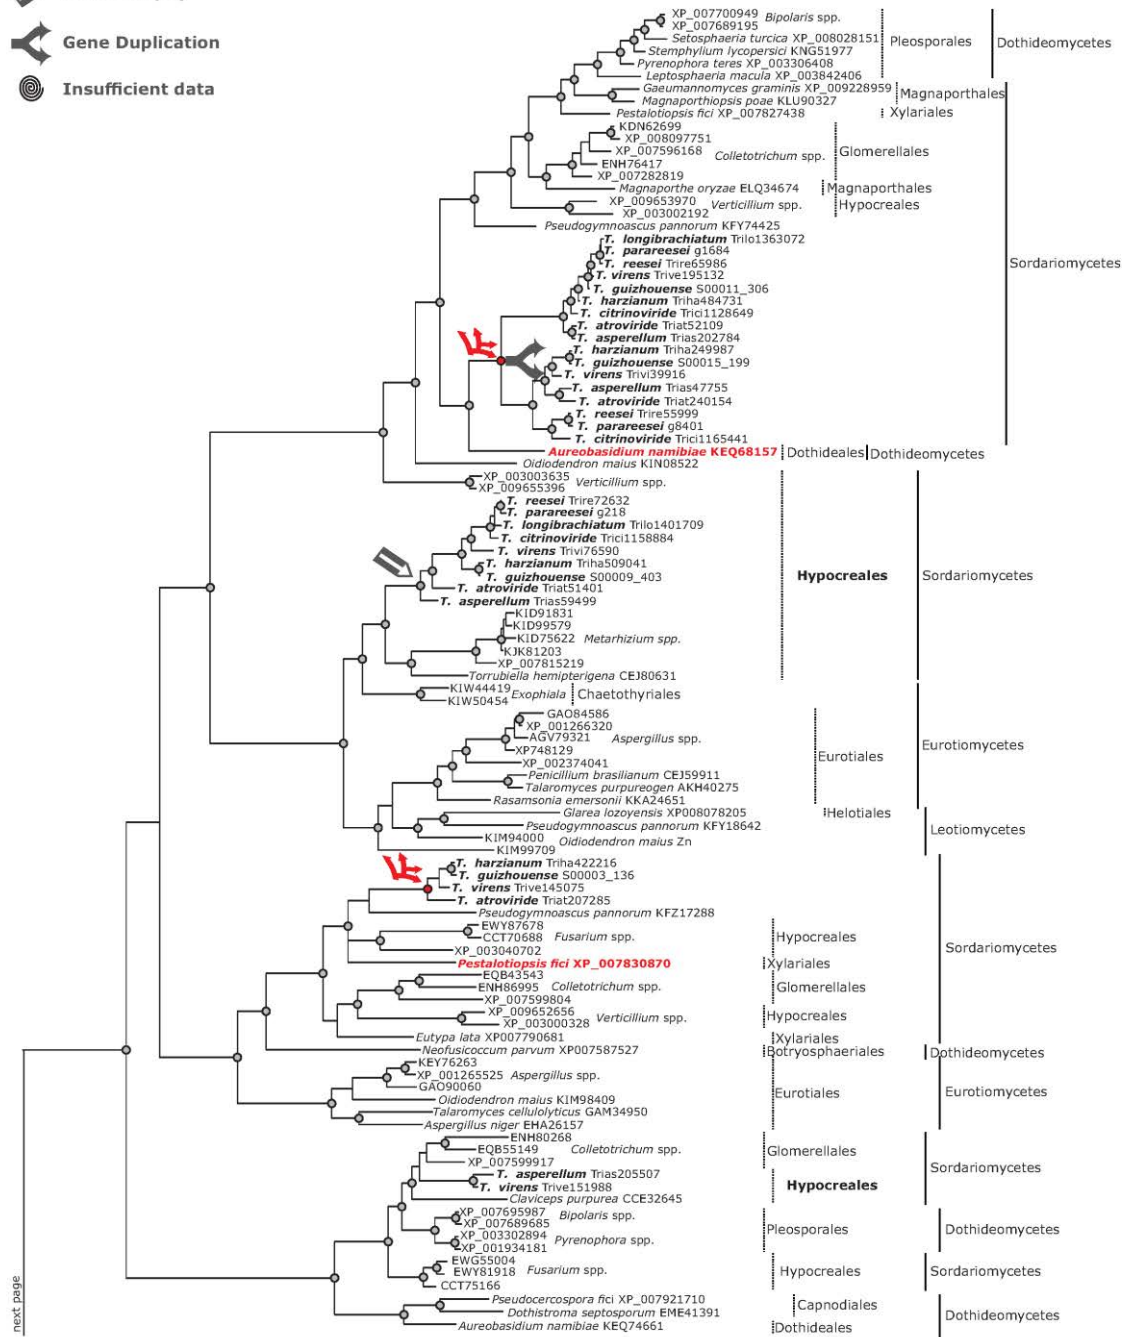 Gene Duplication
Insufficient data
XP_007700949
XP_007689195
Bipolaris spp.
Setosphaeria turcica XP_008028151
Stemphylium lycopersici KNG51977
Pyrenophora teres XP_003306408
Leptosphaeria macula XP_003842406
Pleosporales
Dothideomycetes
Gaeumannomyces graminis XP_009228959
Magnaporthiopsis poae KLU90327
Magnaporthales
Pestalotiopsis fici XP_007827438
Xylariales
KDN62699
XP_008097751
XP_007596168
ENH76417
XP_007282819
Colletotrichum spp.
Glomerellales
Magnaporthe oryzae ELQ34674
Magnaporthales
XP_009653970
XP_003002192
Verticillium spp.
Hypocreales
Pseudogymnoascus pannorum KFY74425
T. longibrachiatum Trilo1363072
T. parareesei g1684
T. reesei Trire65986
T. virens Trive195132
T. guizhouense S00011_306
T. harzianum Triha484731
T. citrinoviride Trici1128649
T. atroviride Triat52109
T. asperellum Trias202784
T. harzianum Triha249987
T. guizhouense S00015_199
T. virens Trivi39916
T. asperellum Trias47755
T. atroviride Triat240154
T. reesei Trire55999
T. parareesei g8401
T. citrinoviride Trici1165441
Sordariomycetes
Aureobasidium namibiae KEQ68157
Dothideales
Dothideomycetes
Oidiodendron maius KIN08522
XP_003003635
XP_009655396
Verticillium spp.
T. reesei Trire72632
T. parareesei g218
T. longibrachiatum Trilo1401709
T. citrinoviride Trici1158884
T. virens Trivi76590
T. harzianum Triha509041
T. guizhouense S00009_403
T. atroviride Triat51401
T. asperellum Trias59499
Hypocreales
Sordariomycetes
KID91831
KID99579
KID75622
KJK81203
XP_007815219
Metarhizium spp.
Torrubiella hemipterigena CEJ80631
KIW44419
KIW50454
Exophiala
Chaetothyriales
GAO84586
XP_001266320
AGV79321
XP748129
XP_002374041
Aspergillus spp.
Penicillium brasilianum CEJ59911
Talaromyces purpureogen AKH40275
Rasamsonia emersonii KKA24651
Eurotiales
Eurotiomycetes
Glarea lozoyensis XP008078205
Helotiales
Pseudogymnoascus pannorum KFY18642
KIM94000
KIM99709
Oidiodendron maius Zn
Leotiomycetes
T. harzianum Triha422216
T. guizhouense S00003_136
T. virens Trive145075
T. atroviride Triat207285
Pseudogymnoascus pannorum KFZ17288
EWY87678
CCT70688
XP_003040702
Fusarium spp.
Hypocreales
Sordariomycetes
Pestalotiopsis fici XP_007830870
Xylariales
EQB43543
ENH86995
XP_007599804
Colletotrichum spp.
Glomerellales
XP_009652656
XP_003000328
Verticillium spp.
Hypocreales
Eutypa lata XP007790681
Xylariales
Neofusicoccum parvum XP007587527
Botryosphaeriales
Dothideomycetes
KEY76263
XP_001265525
GAO90060
Aspergillus spp.
Oidiodendron maius KIM98409
Talaromyces cellulolyticus GAM34950
Aspergillus niger EHA26157
Eurotiales
Eurotiomycetes
ENH80268
EQB55149
XP_007599917
Colletotrichum spp.
Glomerellales
T. asperellum Trias205507
T. virens Trive151988
Claviceps purpurea CCE32645
Hypocreales
Sordariomycetes
XP_007695987
XP_007689685
Bipolaris spp.
XP_003302894
XP_001934181
Pyrenophora spp.
Pleosporales
Dothideomycetes
EWG55004
EWY81918
CCT75166
Fusarium spp.
Hypocreales
Sordariomycetes
Pseudocercospora fici XP_007921710
Dothistroma septosporum EME41391
Aureobasidium namibiae KEQ74661
Capnodiales
Dothideales
Dothideomycetes
next page